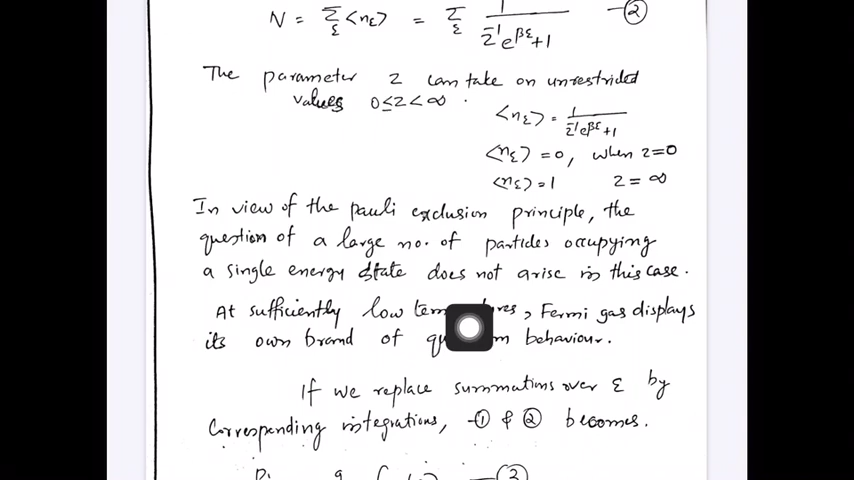 N = Σ_ε <n_ε> = Σ_ε 1/(z⁻¹e^{βε}+1) —②
The parameter z can take on unrestrided
values 0≤z<∞.
<n_ε> = 1/(z⁻¹e^{βε}+1)
<n_ε> = 0, when z=0
<n_ε> = 1 z = ∞
In view of the pauli exclusion principle, the
question of a large no. of particles occupying
a single energy state does not arise in this case.
At sufficiently low , Fermi gas displays
its own brand of behaviour.
If we replace summations over ε by
corresponding integrations, —① & ② becomes.
—③